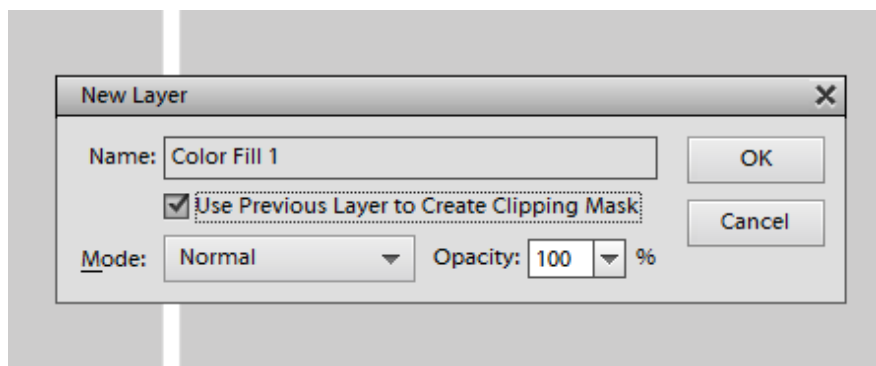 New Layer
Name: Color Fill 1
OK
Use Previous Layer to Create Clipping Mask
Cancel
Mode: Normal Opacity: 100 %